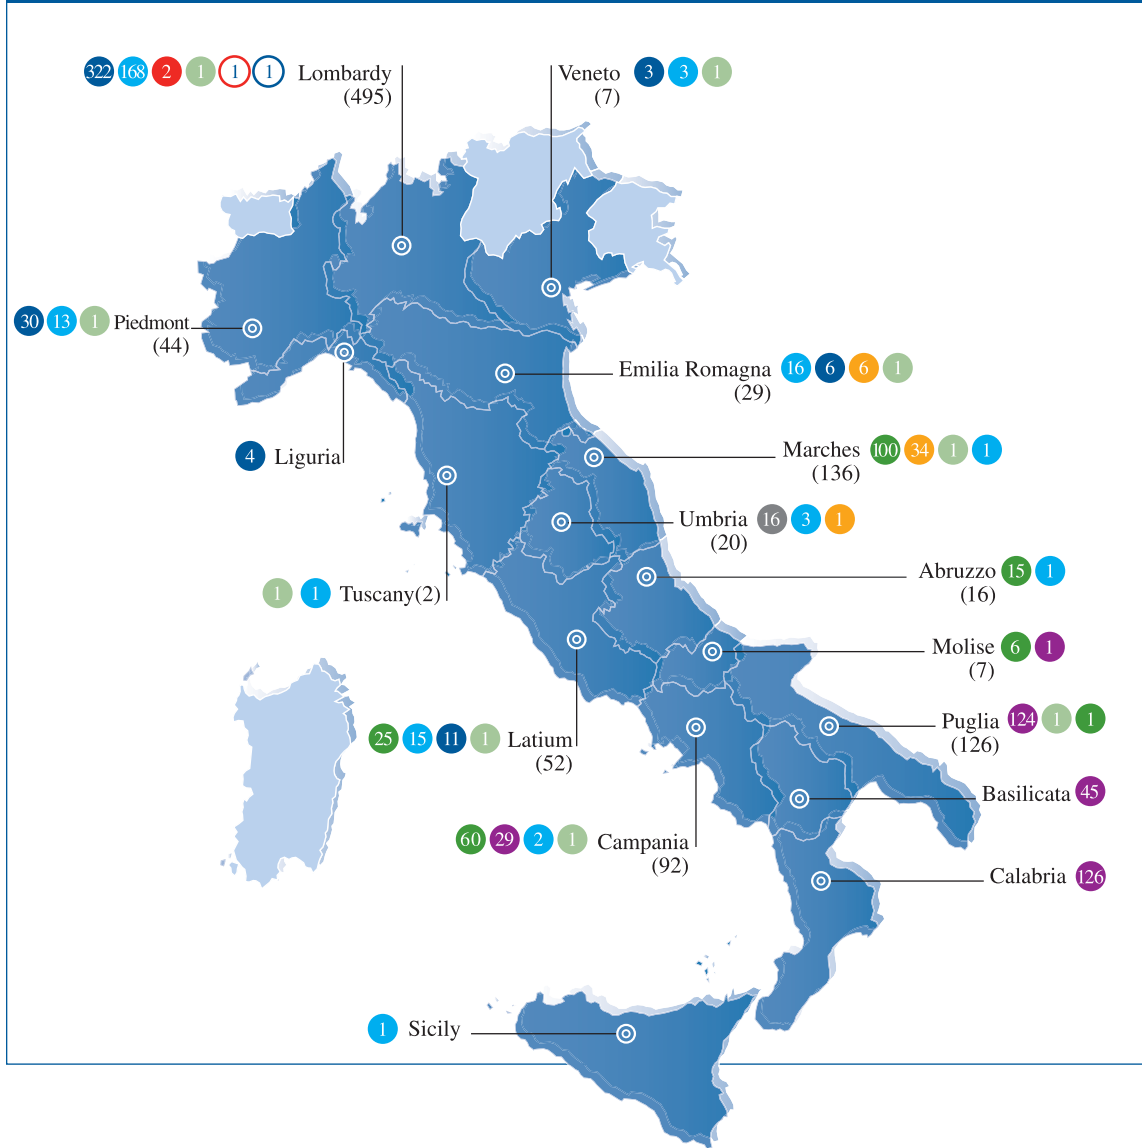 322 168 2 1 1 1 Lombardy
(495)
Veneto 3 3 1
(7)
30 13 1 Piedmont
(44)
Emilia Romagna 16 6 6 1
(29)
4 Liguria
Marches 100 34 1 1
(136)
Umbria 16 3 1
(20)
Abruzzo 15 1
(16)
1 1 Tuscany(2)
Molise 6 1
(7)
Puglia 124 1 1
(126)
25 15 11 1 Latium
(52)
Basilicata 45
60 29 2 1 Campania
(92)
Calabria 126
1 Sicily